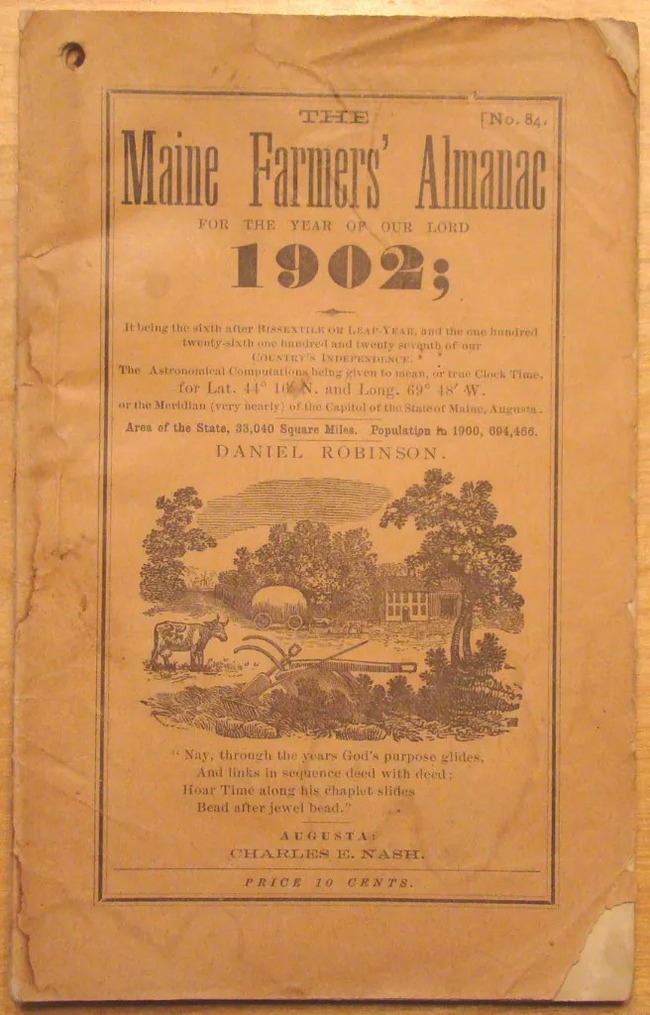 THE
[No. 84.
Maine Farmers' Almanac
FOR THE YEAR OF OUR LORD
1902;
It being the sixth after BISSEXTILE OR LEAP-YEAR, and the one hundred
twenty-sixth one hundred and twenty seventh of our
COUNTRY'S INDEPENDENCE.
The Astronomical Computations being given to mean, or true Clock Time,
for Lat. 44° 16' N. and Long. 69° 48' W.
or the Meridian (very nearly) of the Capitol of the State of Maine, Augusta.
Area of the State, 33,040 Square Miles. Population in 1900, 694,466.
DANIEL ROBINSON.
"Nay, through the years God's purpose glides,
And links in sequence deed with deed;
Hoar Time along his chaplet slides
Bead after jewel bead."
AUGUSTA:
CHARLES E. NASH.
PRICE 10 CENTS.